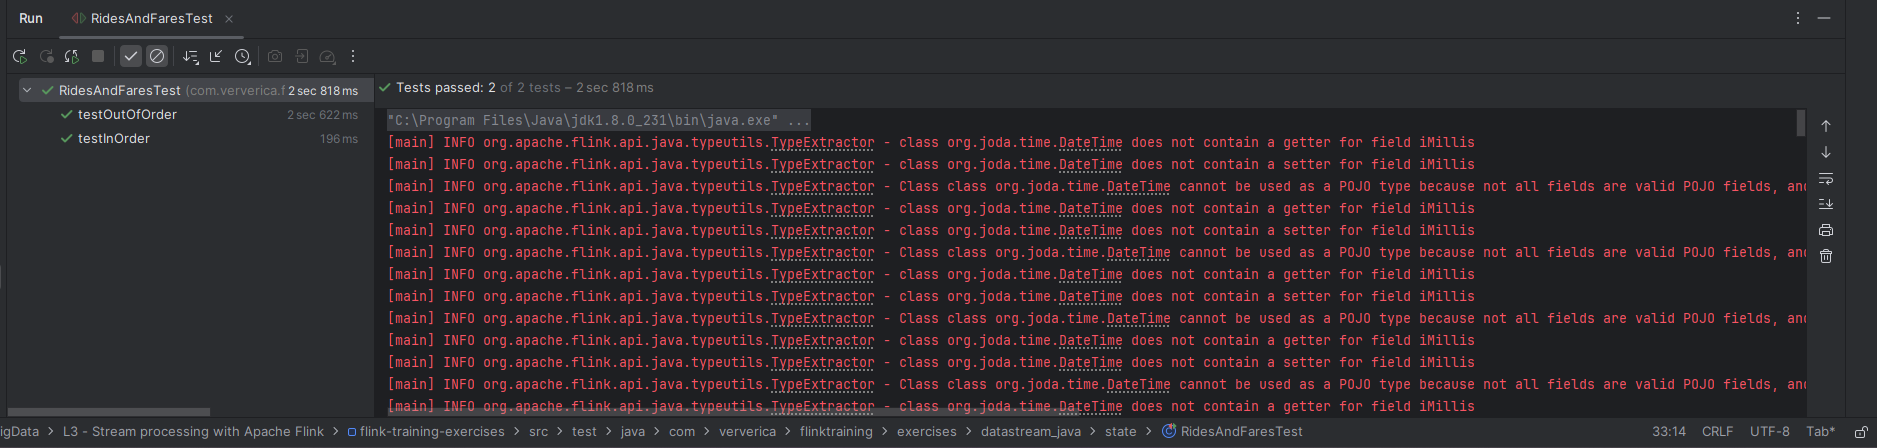 Run RidesAndFaresTest
RidesAndFaresTest (com.ververica.f 2 sec 818 ms
testOutOfOrder 2 sec 622 ms
testInOrder 196 ms
Tests passed: 2 of 2 tests – 2 sec 818 ms
"C:\Program Files\Java\jdk1.8.0_231\bin\java.exe" ...
[main] INFO org.apache.flink.api.java.typeutils.TypeExtractor - class org.joda.time.DateTime does not contain a getter for field iMillis
[main] INFO org.apache.flink.api.java.typeutils.TypeExtractor - class org.joda.time.DateTime does not contain a setter for field iMillis
[main] INFO org.apache.flink.api.java.typeutils.TypeExtractor - Class class org.joda.time.DateTime cannot be used as a POJO type because not all fields are valid POJO fields, and
[main] INFO org.apache.flink.api.java.typeutils.TypeExtractor - class org.joda.time.DateTime does not contain a getter for field iMillis
[main] INFO org.apache.flink.api.java.typeutils.TypeExtractor - class org.joda.time.DateTime does not contain a setter for field iMillis
[main] INFO org.apache.flink.api.java.typeutils.TypeExtractor - Class class org.joda.time.DateTime cannot be used as a POJO type because not all fields are valid POJO fields, and
[main] INFO org.apache.flink.api.java.typeutils.TypeExtractor - class org.joda.time.DateTime does not contain a getter for field iMillis
[main] INFO org.apache.flink.api.java.typeutils.TypeExtractor - class org.joda.time.DateTime does not contain a setter for field iMillis
[main] INFO org.apache.flink.api.java.typeutils.TypeExtractor - Class class org.joda.time.DateTime cannot be used as a POJO type because not all fields are valid POJO fields, and
[main] INFO org.apache.flink.api.java.typeutils.TypeExtractor - class org.joda.time.DateTime does not contain a getter for field iMillis
[main] INFO org.apache.flink.api.java.typeutils.TypeExtractor - class org.joda.time.DateTime does not contain a setter for field iMillis
[main] INFO org.apache.flink.api.java.typeutils.TypeExtractor - Class class org.joda.time.DateTime cannot be used as a POJO type because not all fields are valid POJO fields, and
[main] INFO org.apache.flink.api.java.typeutils.TypeExtractor - class org.joda.time.DateTime does not contain a getter for field iMillis
igData > L3 - Stream processing with Apache Flink > flink-training-exercises > src > test > java > com > ververica > flinktraining > exercises > datastream_java > state > RidesAndFaresTest 33:14 CRLF UTF-8 Tab*